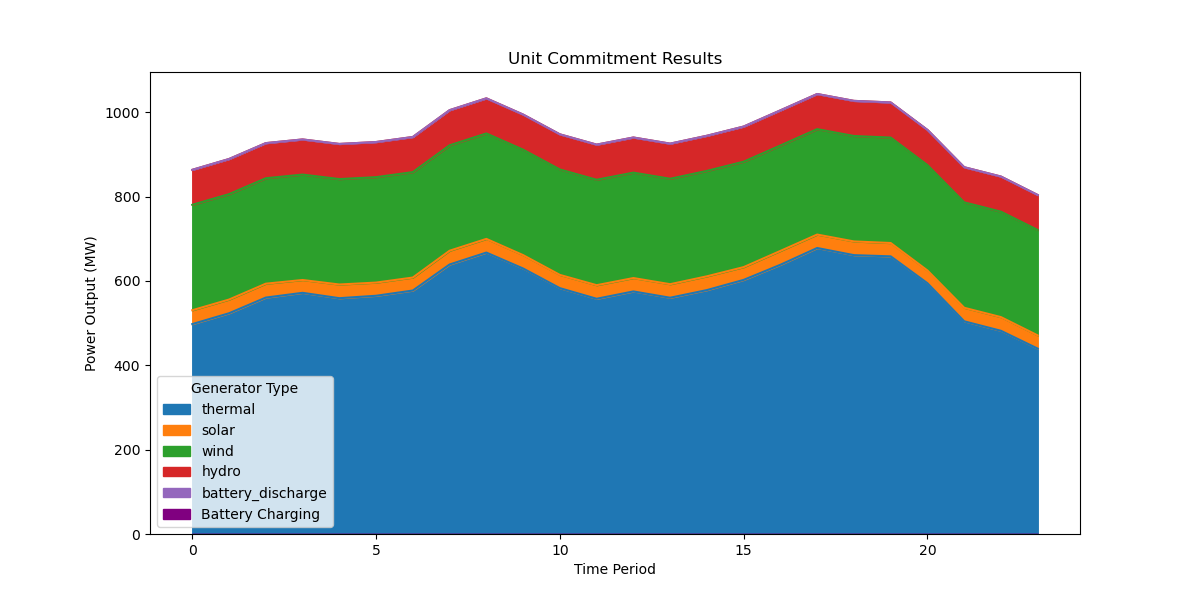 Unit Commitment Results
Power Output (MW)
1000
800
600
400
200
0
Generator Type
thermal
solar
wind
hydro
battery_discharge
Battery Charging
0 5 10 15 20
Time Period